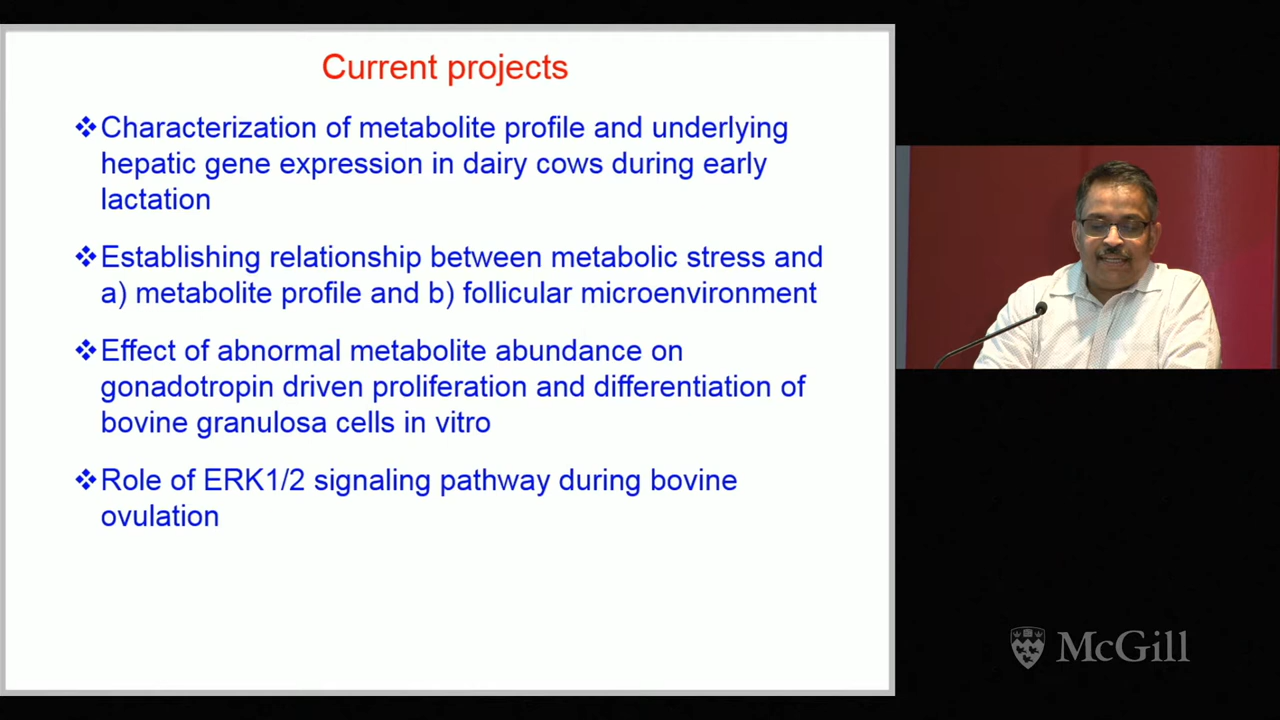 Current projects
❖Characterization of metabolite profile and underlying
hepatic gene expression in dairy cows during early
lactation
❖Establishing relationship between metabolic stress and
a) metabolite profile and b) follicular microenvironment
❖Effect of abnormal metabolite abundance on
gonadotropin driven proliferation and differentiation of
bovine granulosa cells in vitro
❖Role of ERK1/2 signaling pathway during bovine
ovulation
McGill